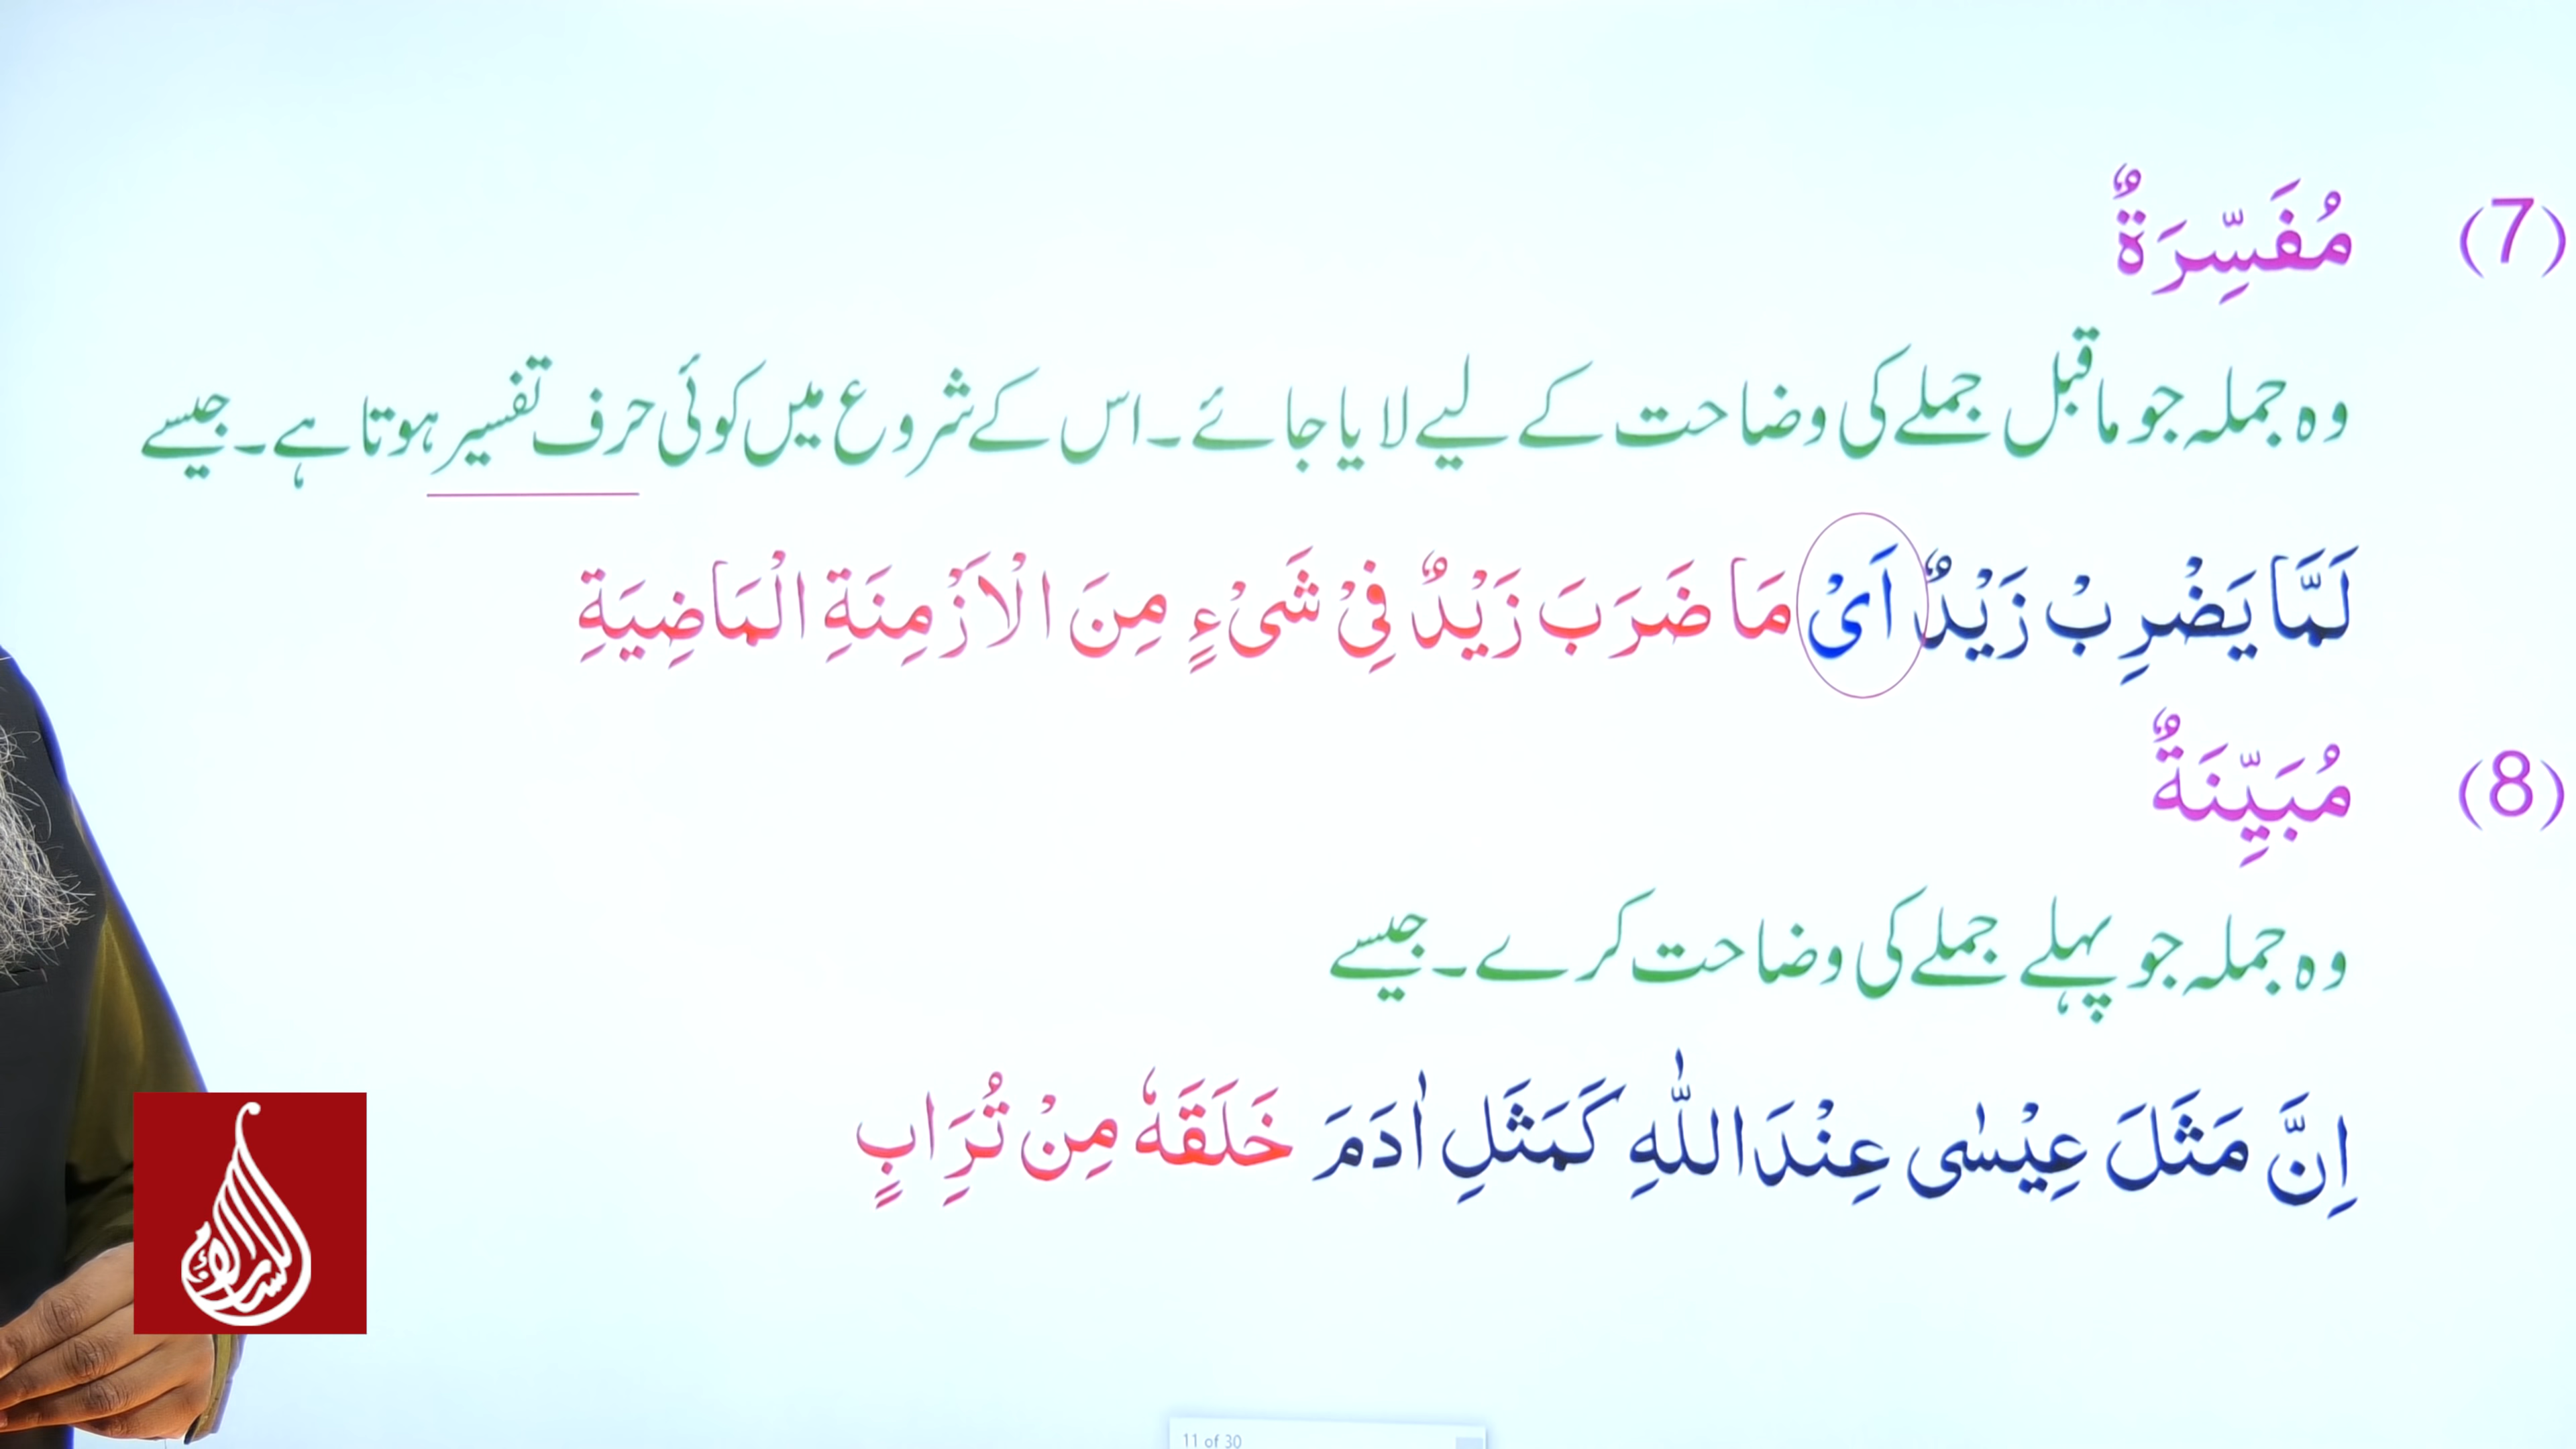 (7) مُفَسِّرَةٌ
وہ جملہ جو ماقبل جملے کی وضاحت کے لیے لایا جائے۔ اس کے شروع میں کوئی حرف تفسیر ہوتا ہے۔ جیسے
لَمَّا یَضْرِبْ زَیْدٌ اَیْ مَا ضَرَبَ زَیْدٌ فِیْ شَیْءٍ مِنَ الْاَزْمِنَةِ الْمَاضِیَةِ
(8) مُبَیِّنَةٌ
وہ جملہ جو پہلے جملے کی وضاحت کرے۔ جیسے
اِنَّ مَثَلَ عِیْسٰی عِنْدَ اللّٰهِ كَمَثَلِ اٰدَمَ خَلَقَهٗ مِنْ تُرَابٍ
11 of 30